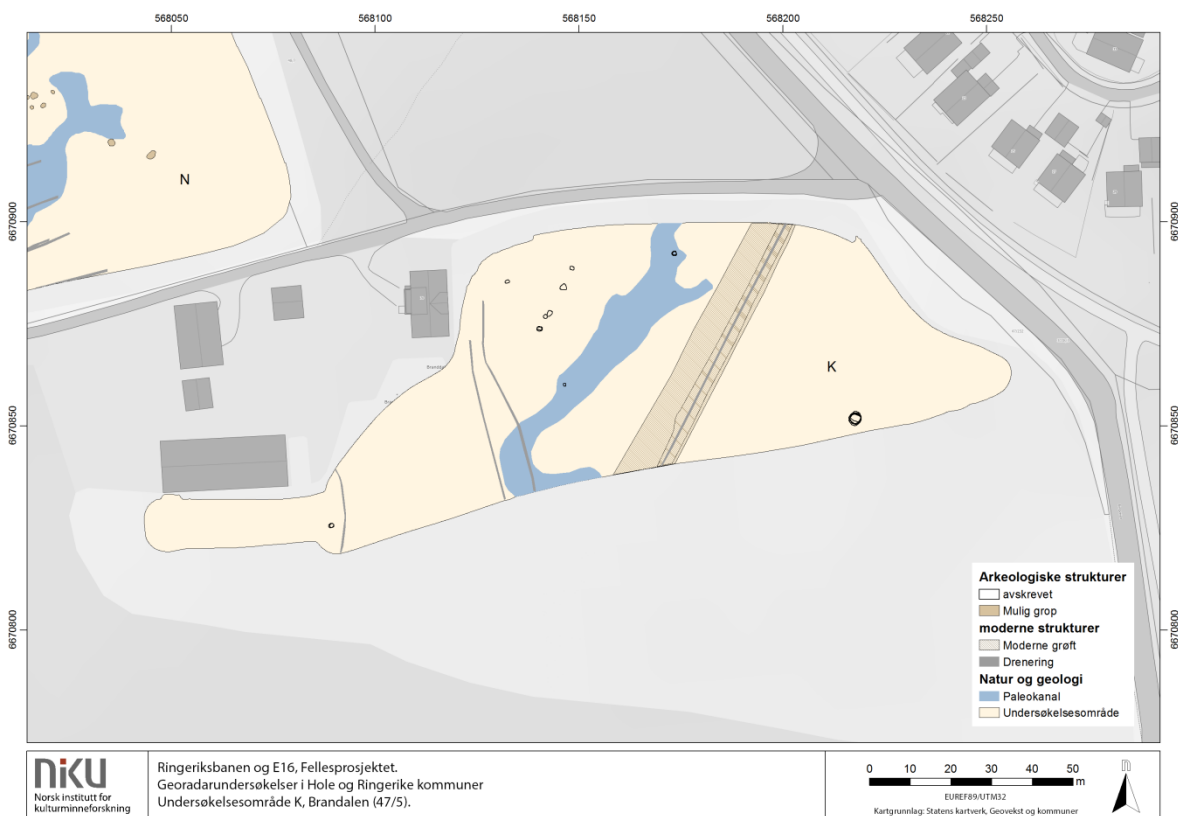 568050
568100
568150
568200
568250
6670900
6670900
N
K
6670850
6670850
6670800
6670800
Arkeologiske strukturer
avskrevet
Mulig grop
moderne strukturer
Moderne grøft
Drenering
Natur og geologi
Paleokanal
Undersøkelsesområde
niku
Norsk institutt for
kulturminneforskning
Ringeriksbanen og E16, Fellesprosjektet.
Georadarundersøkelser i Hole og Ringerike kommuner
Undersøkelsesområde K, Brandalen (47/5).
0 10 20 30 40 50
m
EUREF89/UTM32
Kartgrunnlag: Statens kartverk, Geovekst og kommuner
n